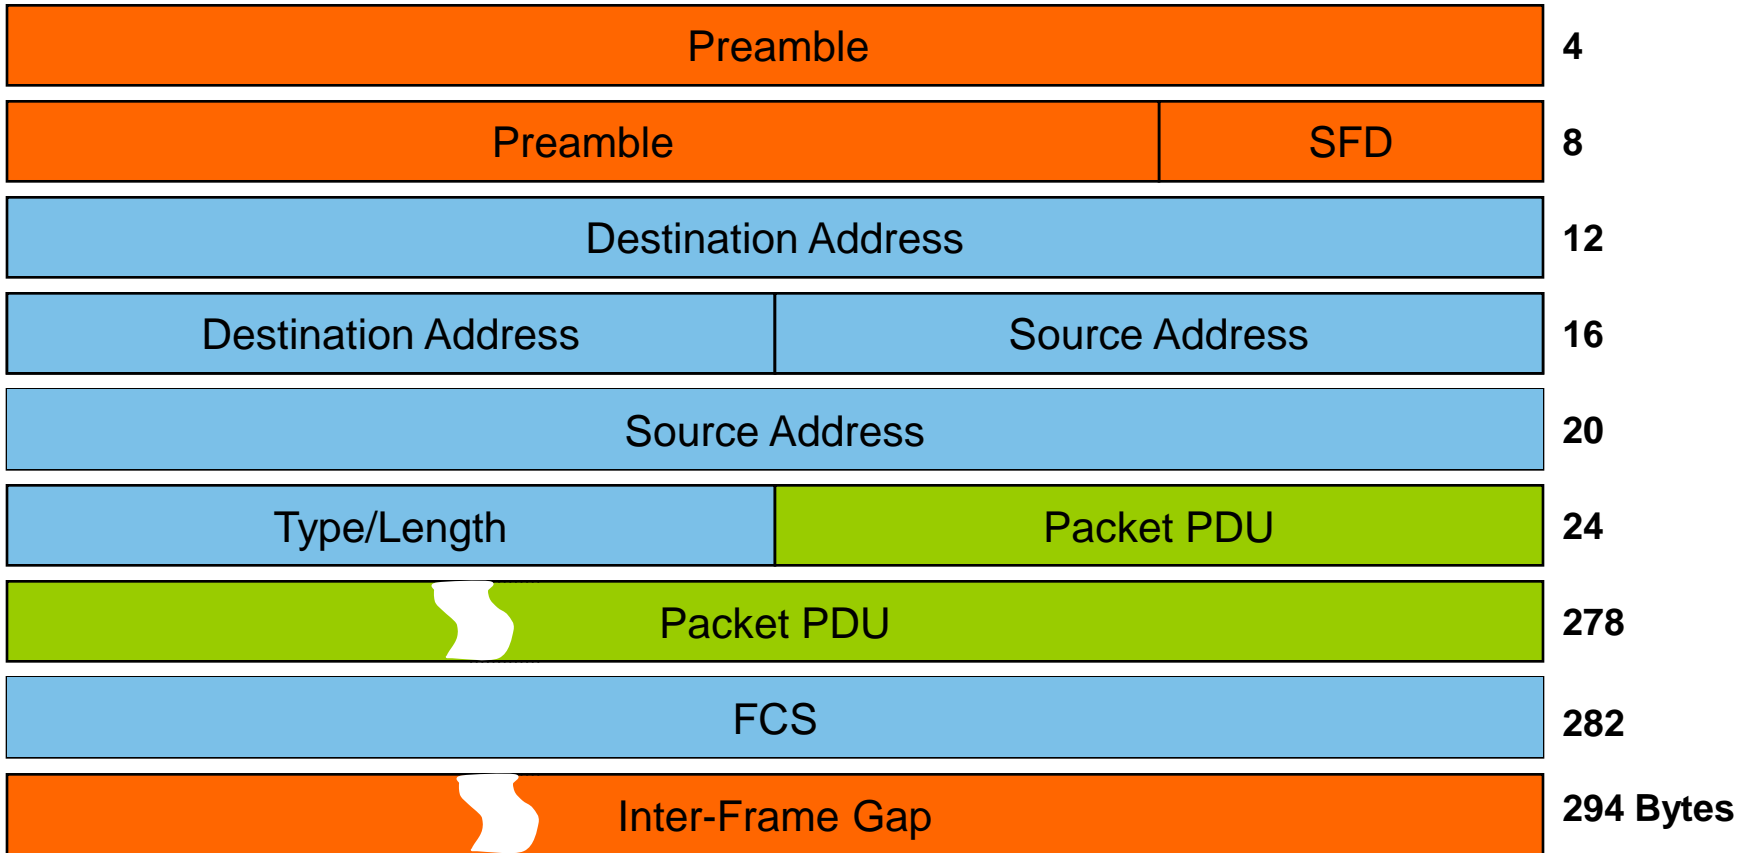 Preamble 4
Preamble SFD 8
Destination Address 12
Destination Address Source Address 16
Source Address 20
Type/Length Packet PDU 24
Packet PDU 278
FCS 282
Inter-Frame Gap 294 Bytes